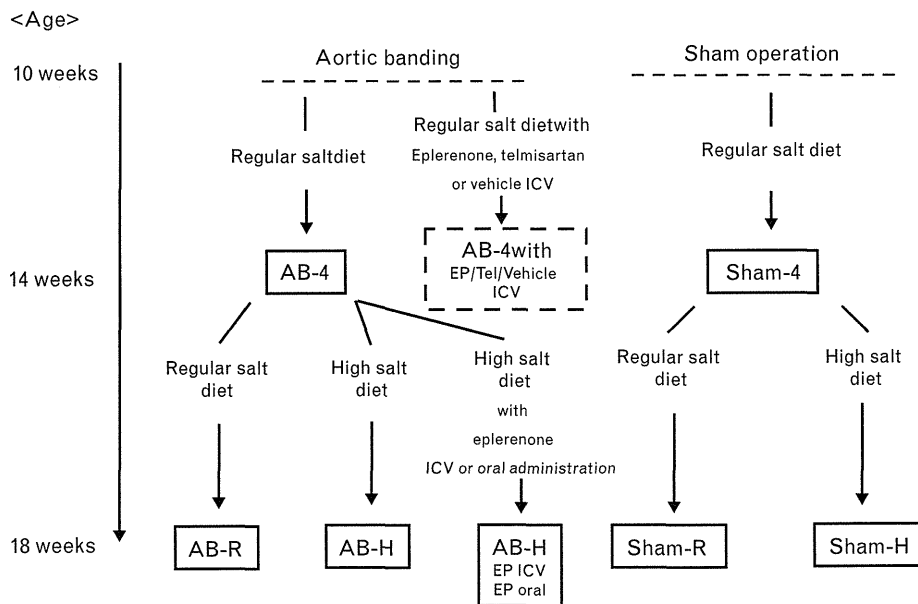 <Age>
10 weeks
Aortic banding
Sham operation
Regular saltdiet
Regular salt dietwith
Eplerenone, telmisartan
or vehicle ICV
Regular salt diet
14 weeks
AB-4
AB-4with
EP/Tel/Vehicle
ICV
Sham-4
Regular salt
diet
High salt
diet
High salt
diet
with
eplerenone
ICV or oral administration
Regular salt
diet
High salt
diet
18 weeks
AB-R
AB-H
AB-H
EP ICV
EP oral
Sham-R
Sham-H